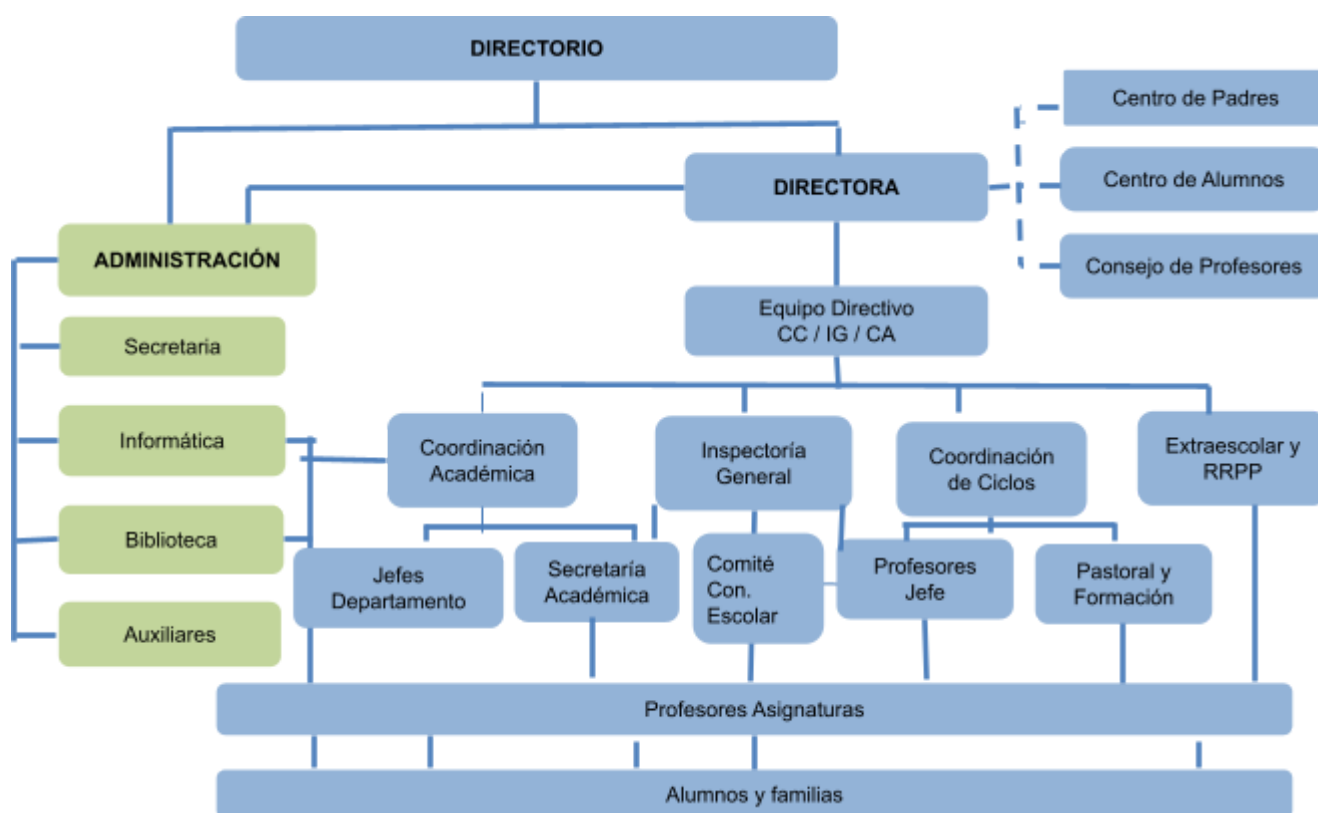 DIRECTORIO
Centro de Padres
DIRECTORA
Centro de Alumnos
ADMINISTRACIÓN
Consejo de Profesores
Equipo Directivo
CC / IG / CA
Secretaria
Informática
Coordinación
Académica
Inspectoría
General
Coordinación
de Ciclos
Extraescolar y
RRPP
Biblioteca
Jefes
Departamento
Secretaría
Académica
Comité
Con.
Escolar
Profesores
Jefe
Pastoral y
Formación
Auxiliares
Profesores Asignaturas
Alumnos y familias